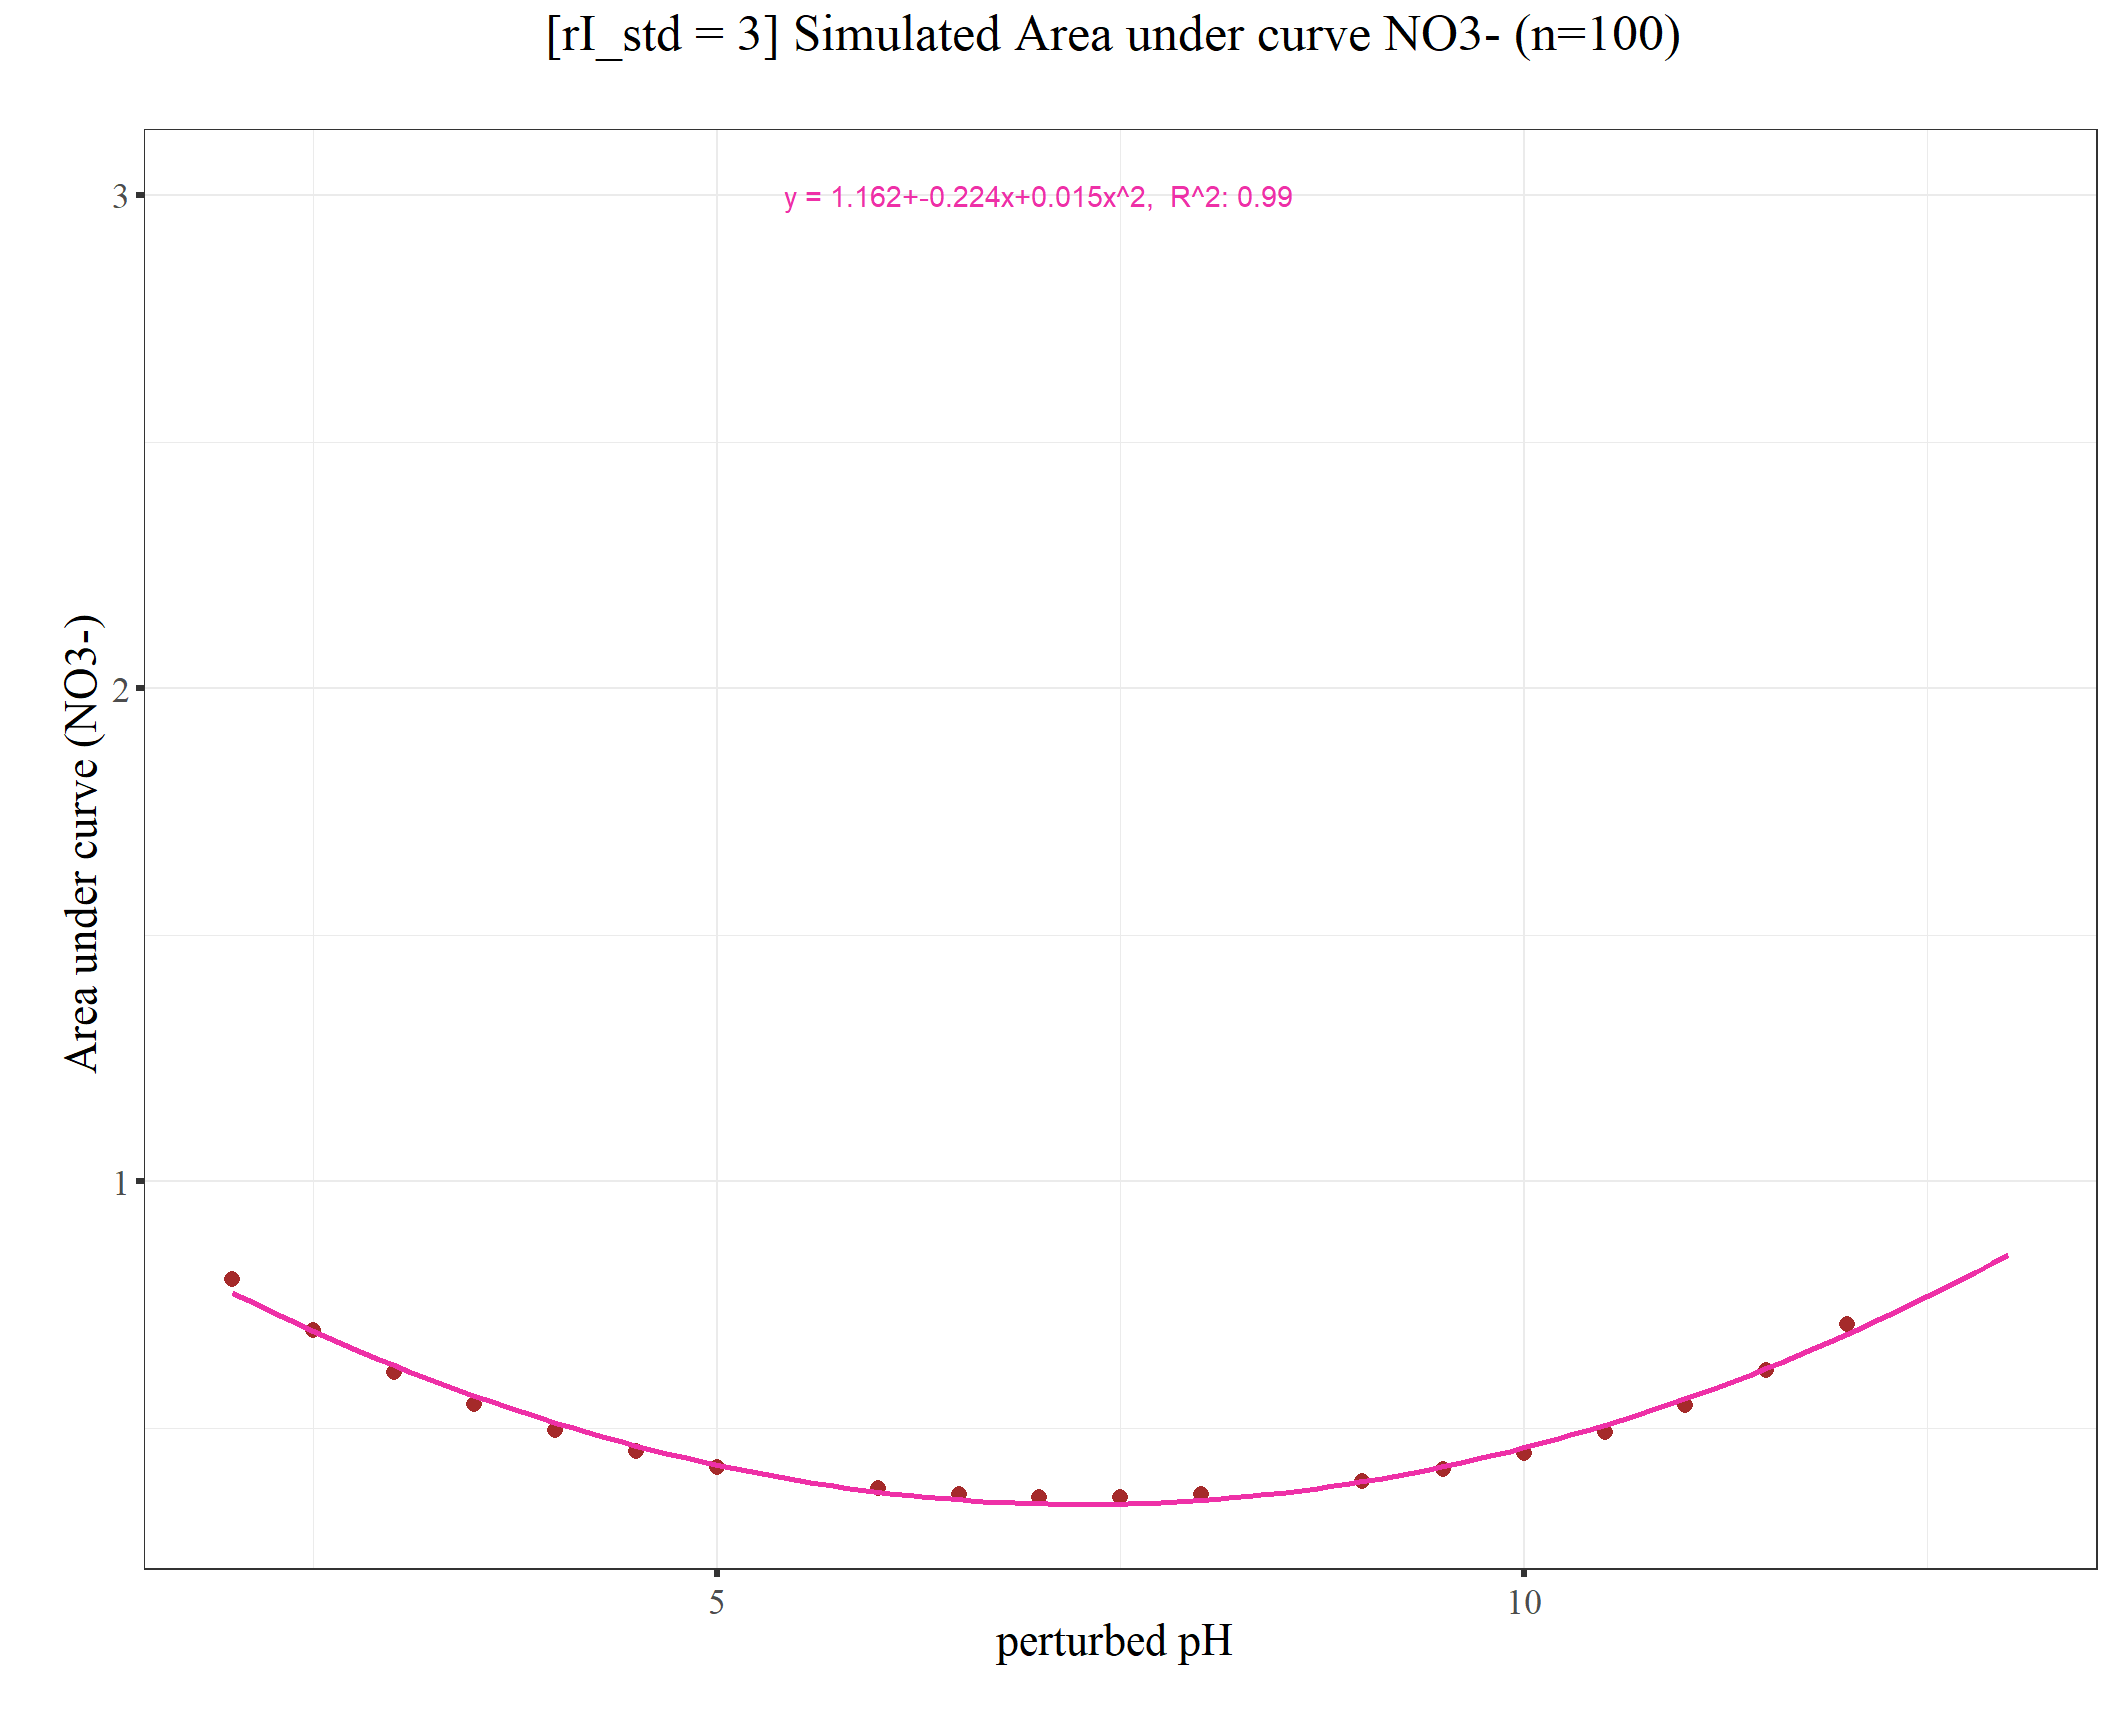 [rI_std = 3] Simulated Area under curve NO3- (n=100)
y = 1.162+-0.224x+0.015x^2,  R^2: 0.99
3
2
1
Area under curve (NO3-)
5
10
perturbed pH